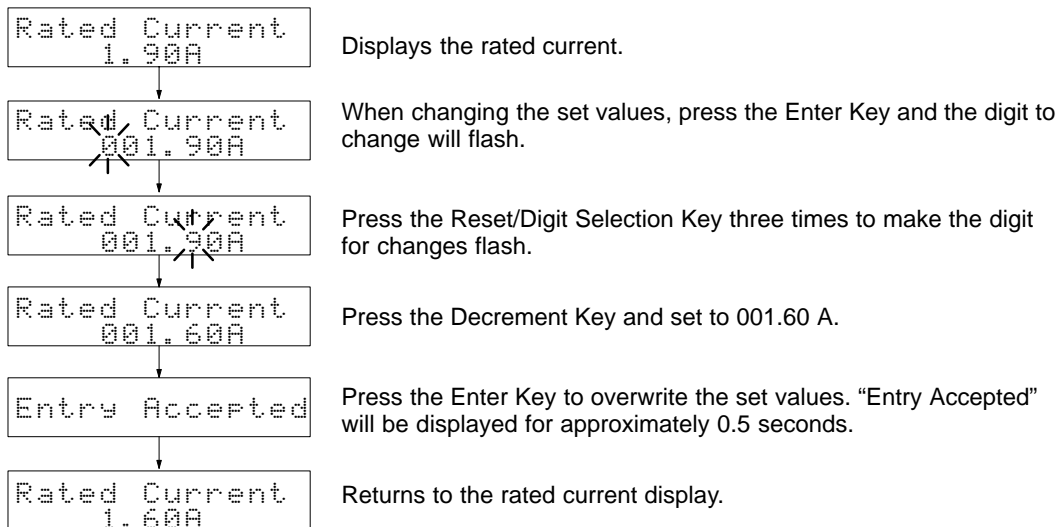 Rated Current
1.90A
Displays the rated current.
Rated Current
001.90A
When changing the set values, press the Enter Key and the digit to
change will flash.
Rated Current
001.90A
Press the Reset/Digit Selection Key three times to make the digit
for changes flash.
Rated Current
001.60A
Press the Decrement Key and set to 001.60 A.
Entry Accepted
Press the Enter Key to overwrite the set values. “Entry Accepted”
will be displayed for approximately 0.5 seconds.
Rated Current
1.60A
Returns to the rated current display.